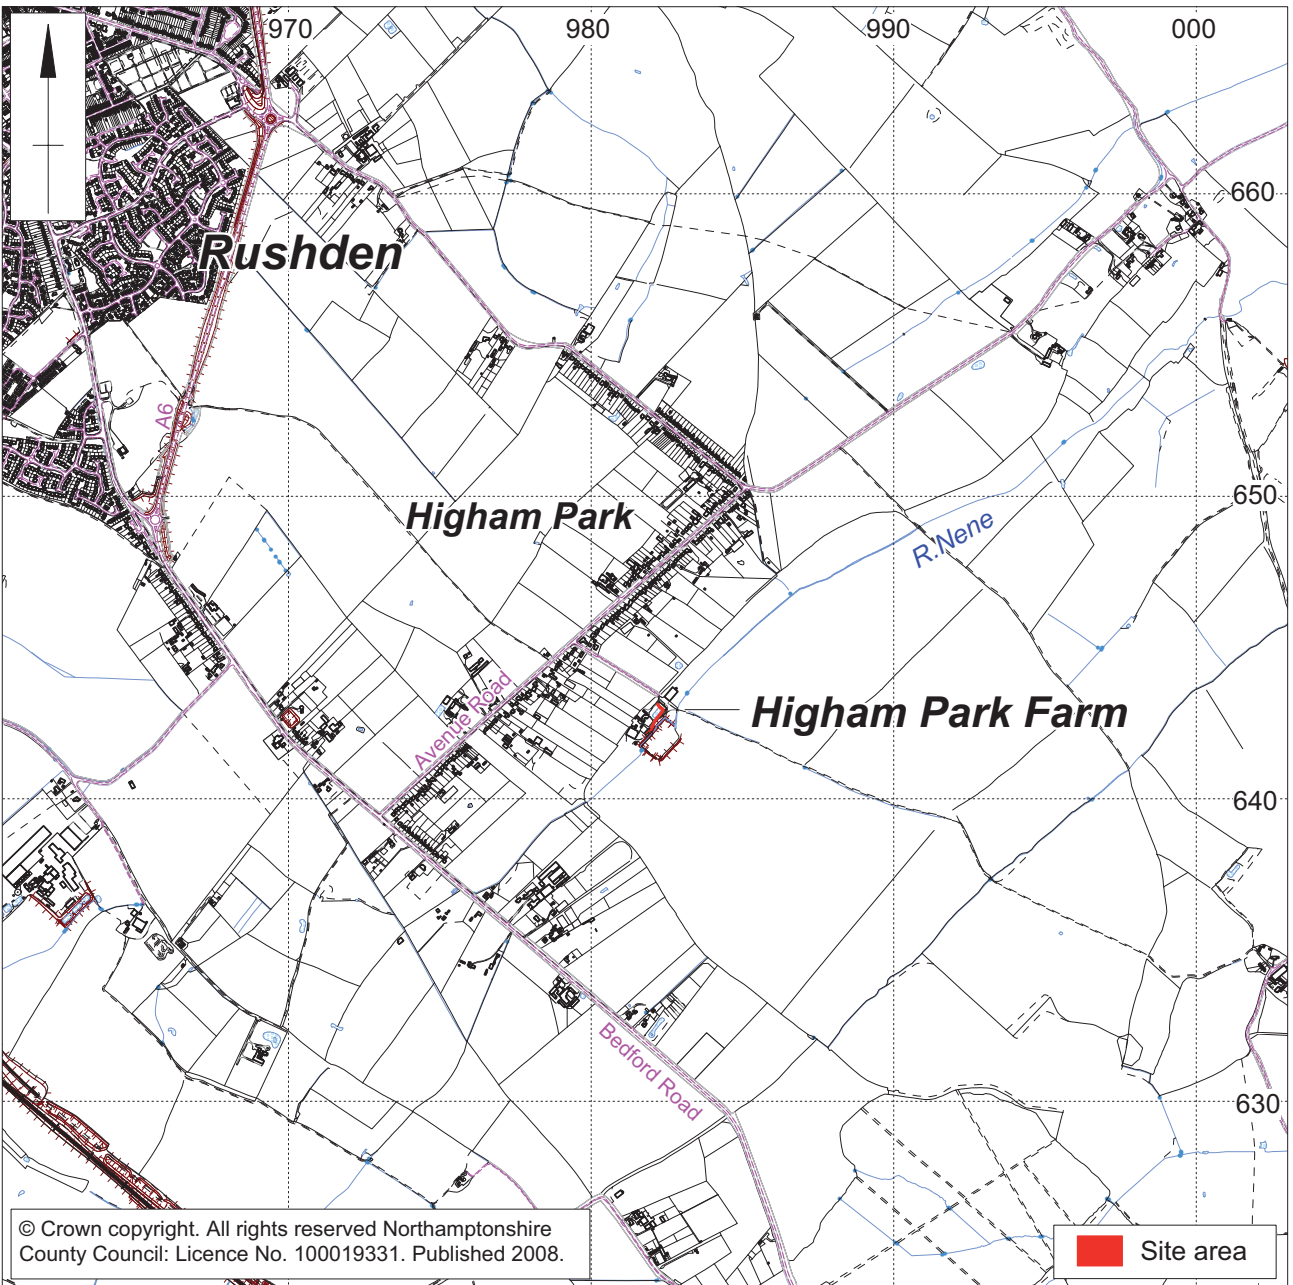 970
980
990
000
660
Rushden
A6
650
Higham Park
R.Nene
Avenue Road
Higham Park Farm
640
Bedford Road
630
© Crown copyright. All rights reserved Northamptonshire
County Council: Licence No. 100019331. Published 2008.
Site area